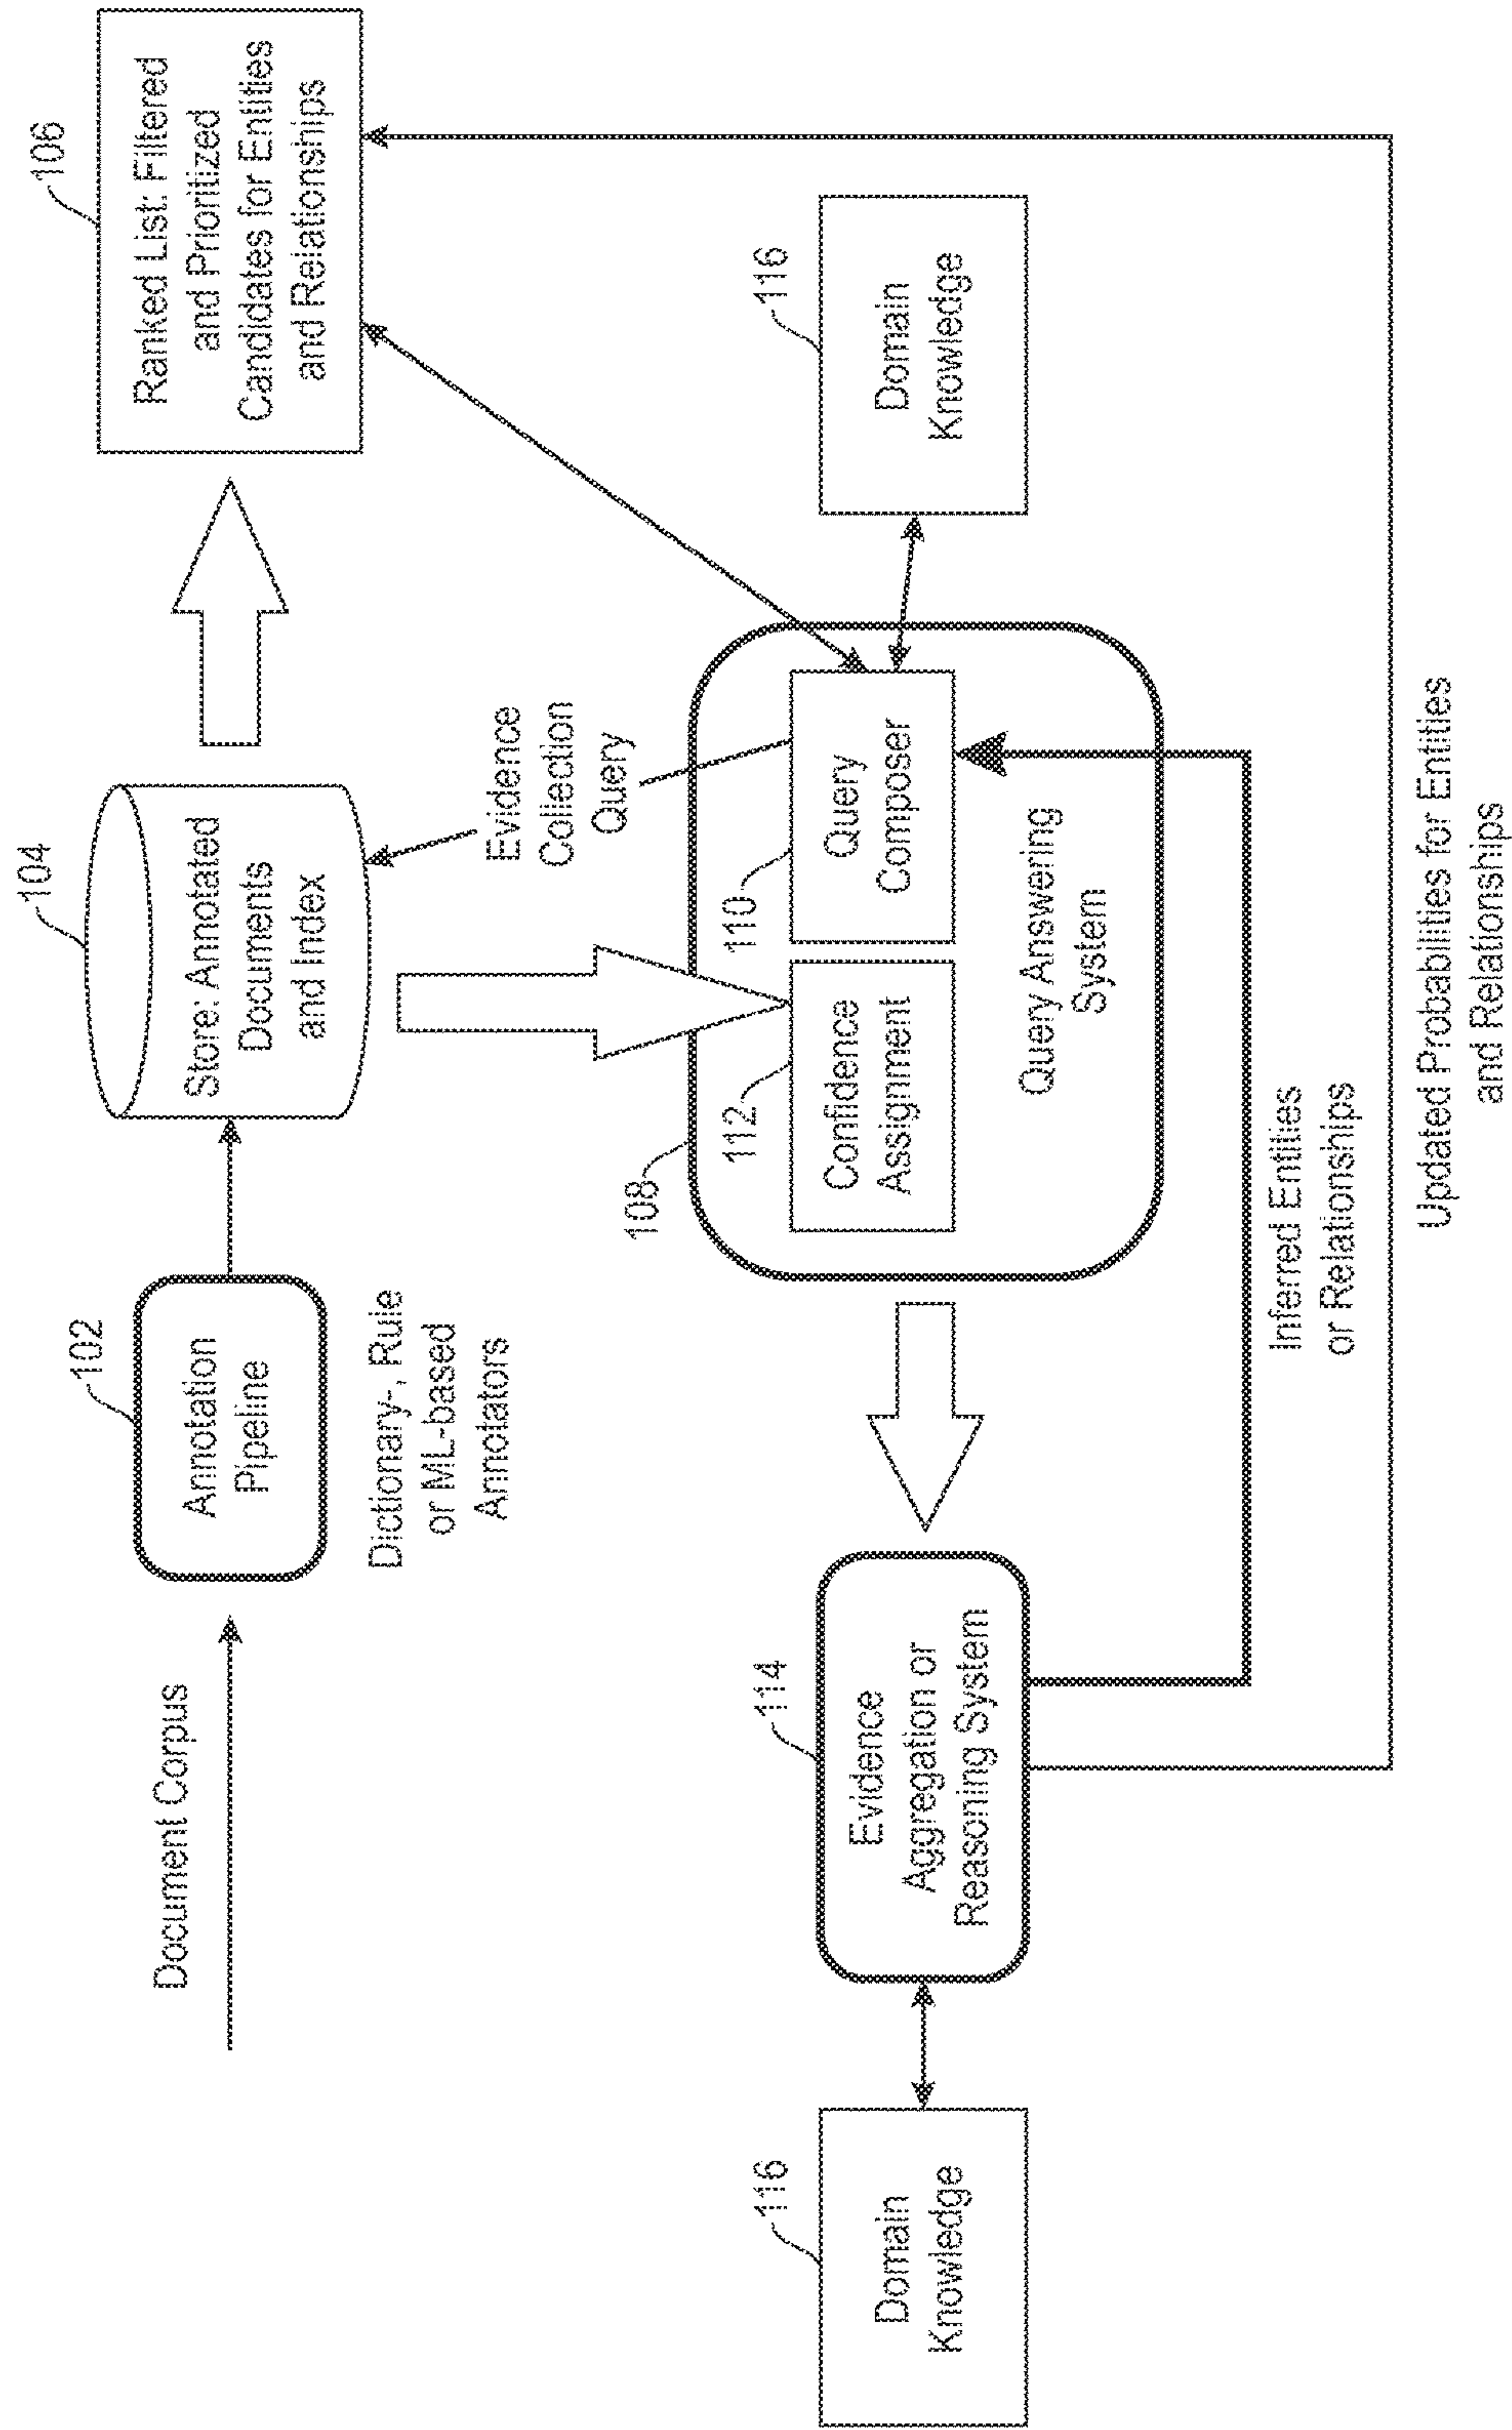 Document Corpus
102
Annotation
Pipeline
Dictionary-, Rule
or ML-based
Annotators
104
Store: Annotated
Documents
and Index
106
Ranked List: Filtered
and Prioritized
Candidates for Entities
and Relationships
Evidence
Collection
Query
108
112
Confidence
Assignment
110
Query
Composer
Query Answering
System
116
Domain
Knowledge
114
Evidence
Aggregation or
Reasoning System
116
Domain
Knowledge
Inferred Entities
or Relationships
Updated Probabilities for Entities
and Relationships